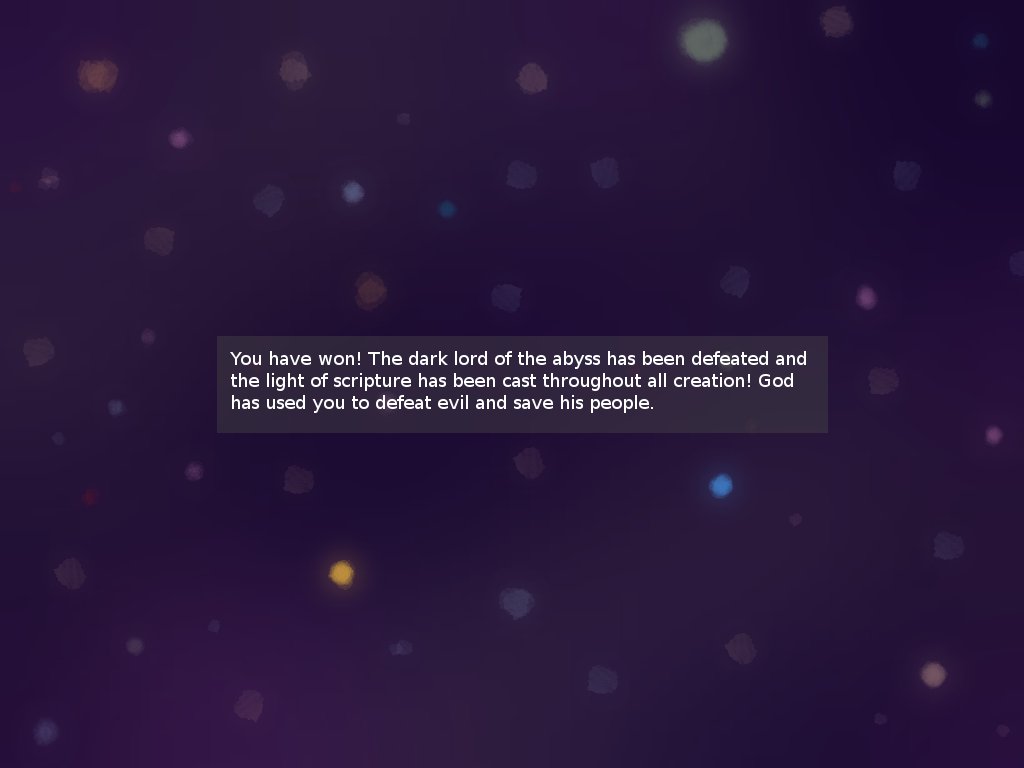 You have won! The dark lord of the abyss has been defeated and
the light of scripture has been cast throughout all creation! God
has used you to defeat evil and save his people.